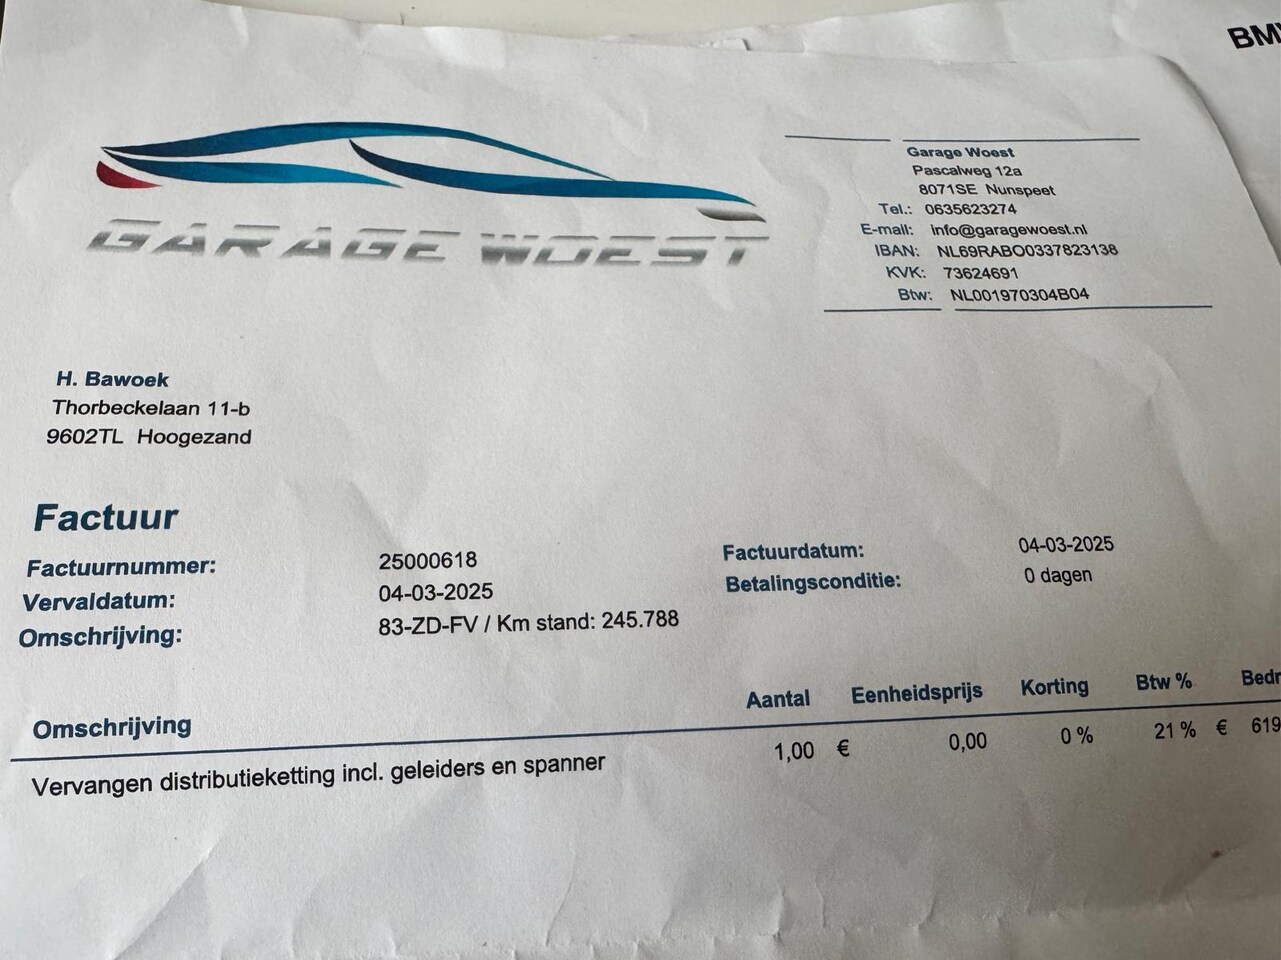 BM
GARAGE WOEST
Garage Woest
Pascalweg 12a
8071SE Nunspeet
Tel.: 0635623274
E-mail: info@garagewoest.nl
IBAN: NL69RABO0337823138
KVK: 73624691
Btw: NL001970304B04
H. Bawoek
Thorbeckelaan 11-b
9602TL Hoogezand
Factuur
Factuurnummer: 25000618 Factuurdatum: 04-03-2025
Vervaldatum: 04-03-2025 Betalingsconditie: 0 dagen
Omschrijving: 83-ZD-FV / Km stand: 245.788
Omschrijving Aantal Eenheidsprijs Korting Btw % Bedr
Vervangen distributieketting incl. geleiders en spanner 1,00 € 0,00 0 % 21 % € 619